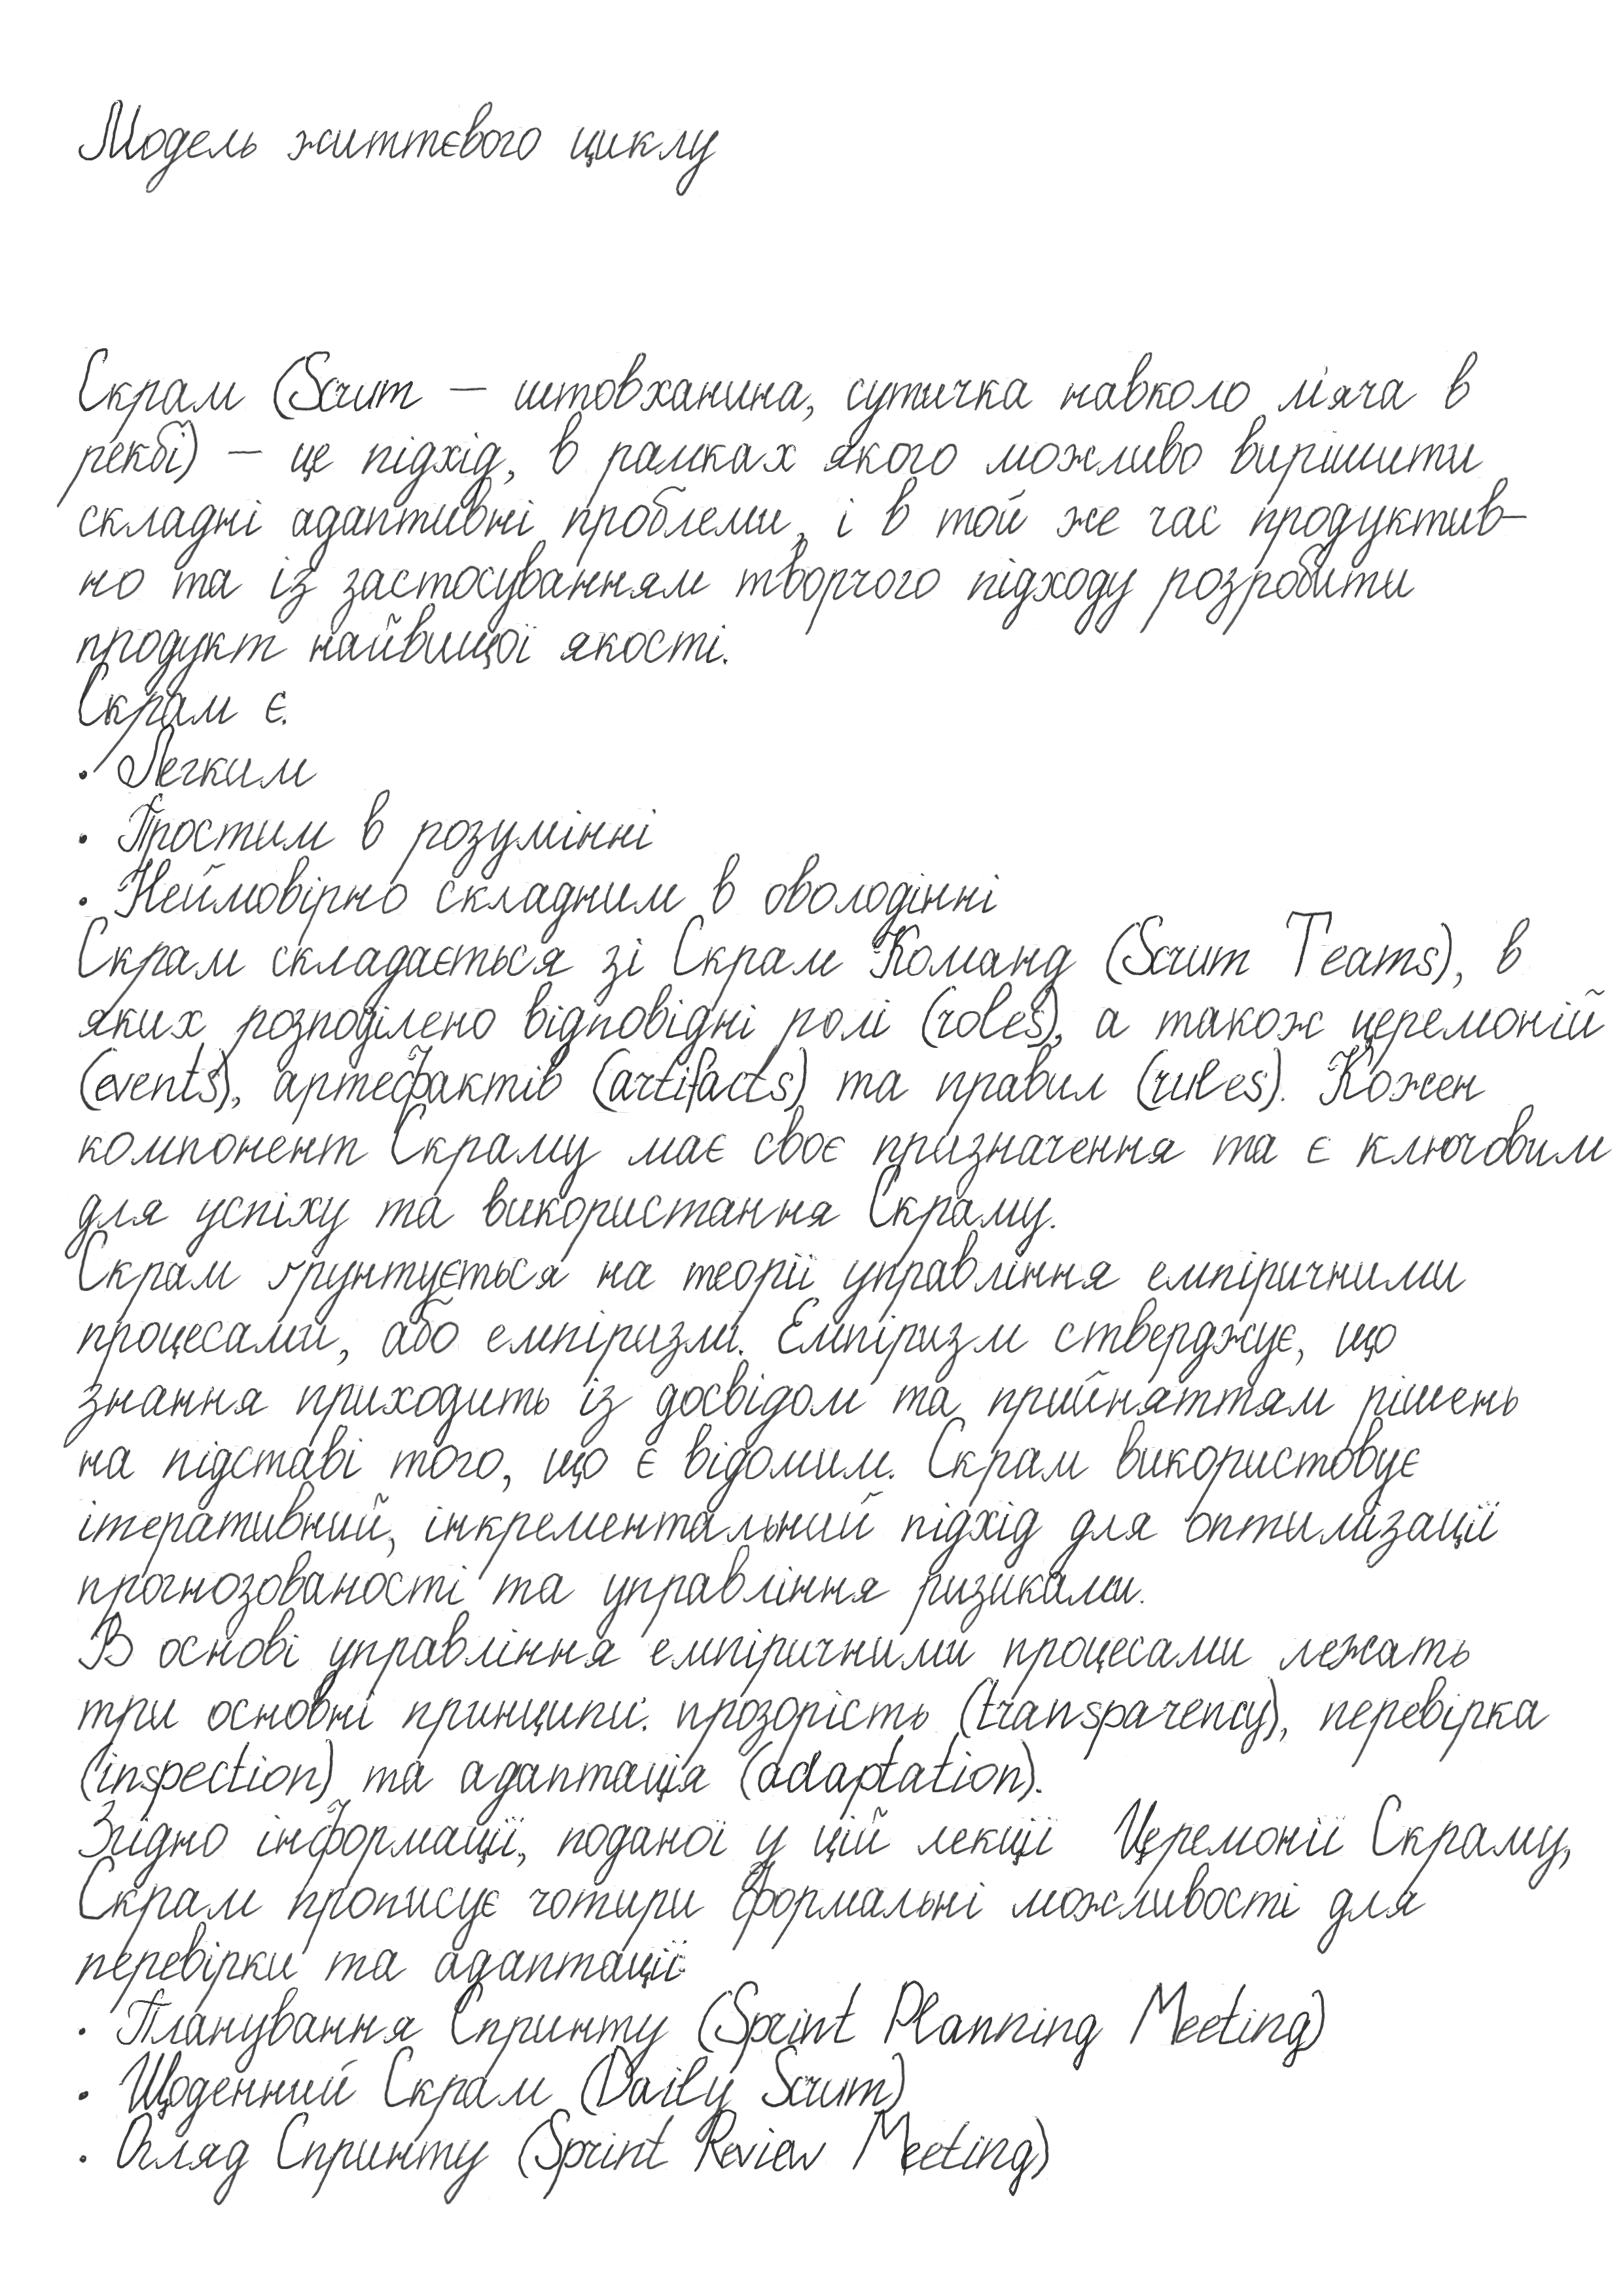 Модель життєвого циклу
Скрам (Scrum – штовханина, сутичка навколо м'яча в
рекбі) – це підхід, в рамках якого можливо вирішити
складні адаптивні проблеми, і в той же час продуктив-
но та із застосуванням творчого підходу розробити
продукт найвищої якості.
Скрам є:
• Легким
• Простим в розумінні
• Неймовірно складним в оволодінні
Скрам складається зі Скрам Команд (Scrum Teams), в
яких розподілено відповідні ролі (roles), а також церемоній
(events), артефактів (artifacts) та правил (rules). Кожен
компонент Скраму має своє призначення та є ключовим
для успіху та використання Скраму.
Скрам ґрунтується на теорії управління емпіричними
процесами, або емпіризмі. Емпіризм стверджує, що
знання приходить із досвідом та прийняттям рішень
на підставі того, що є відомим. Скрам використовує
ітеративний, інкрементальний підхід для оптимізації
прогнозованості та управління ризиками.
В основі управління емпіричними процесами лежать
три основні принципи: прозорість (transparency), перевірка
(inspection) та адаптація (adaptation).
Згідно інформації, поданої у цій лекції Церемонії Скраму,
Скрам прописує чотири формальні можливості для
перевірки та адаптації:
• Планування Спринту (Sprint Planning Meeting)
• Щоденний Скрам (Daily Scrum)
• Огляд Спринту (Sprint Review Meeting)